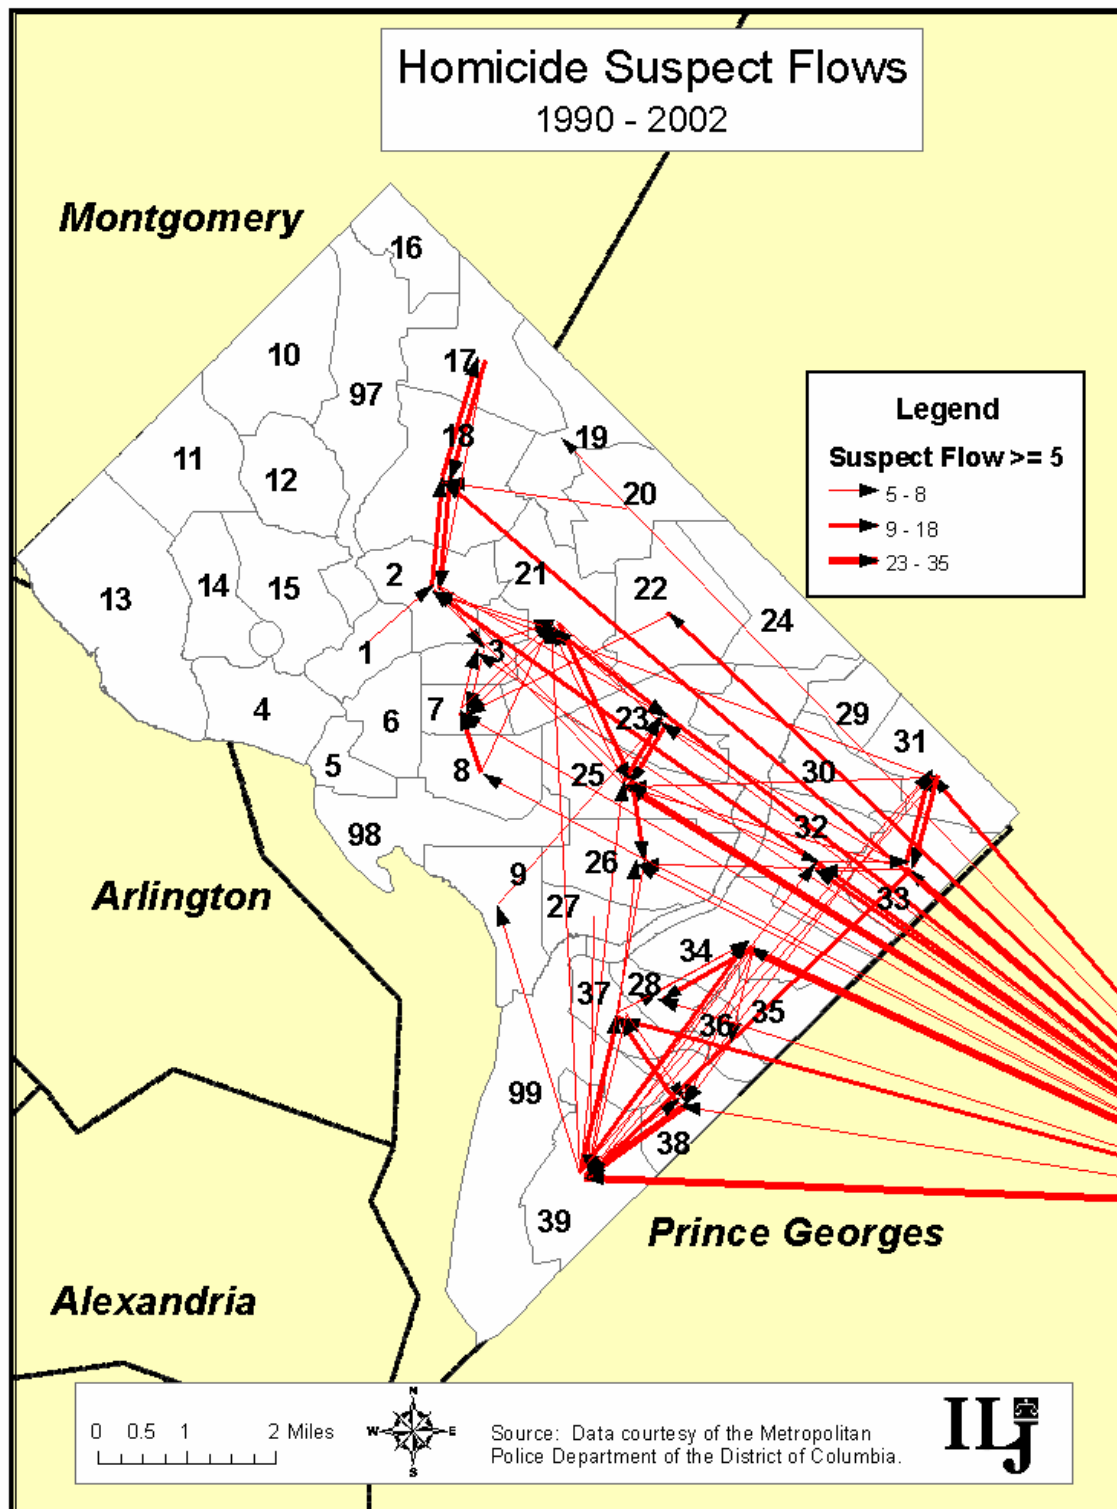 Homicide Suspect Flows
1990 - 2002
Montgomery
16
10
17
97
Legend
Suspect Flow >= 5
5 - 8
9 - 18
23 - 35
11
18
19
12
20
2
21
22
13
14
15
24
1
3
4
6
7
23
29
31
5
8
25
30
98
32
Arlington
9
26
33
27
34
37
28
36
35
99
38
39
Prince Georges
Alexandria
N
W
E
S
0 0.5 1 2 Miles
Source: Data courtesy of the Metropolitan
Police Department of the District of Columbia.
ILJ